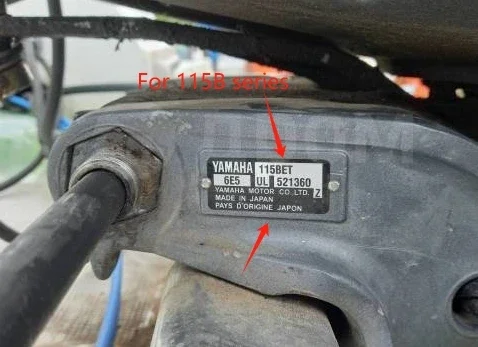 For 115B series
YAMAHA 115BET
6E5 UL 521360
YAMAHA MOTOR CO.,LTD. Z
MADE IN JAPAN
PAYS D'ORIGINE JAPON